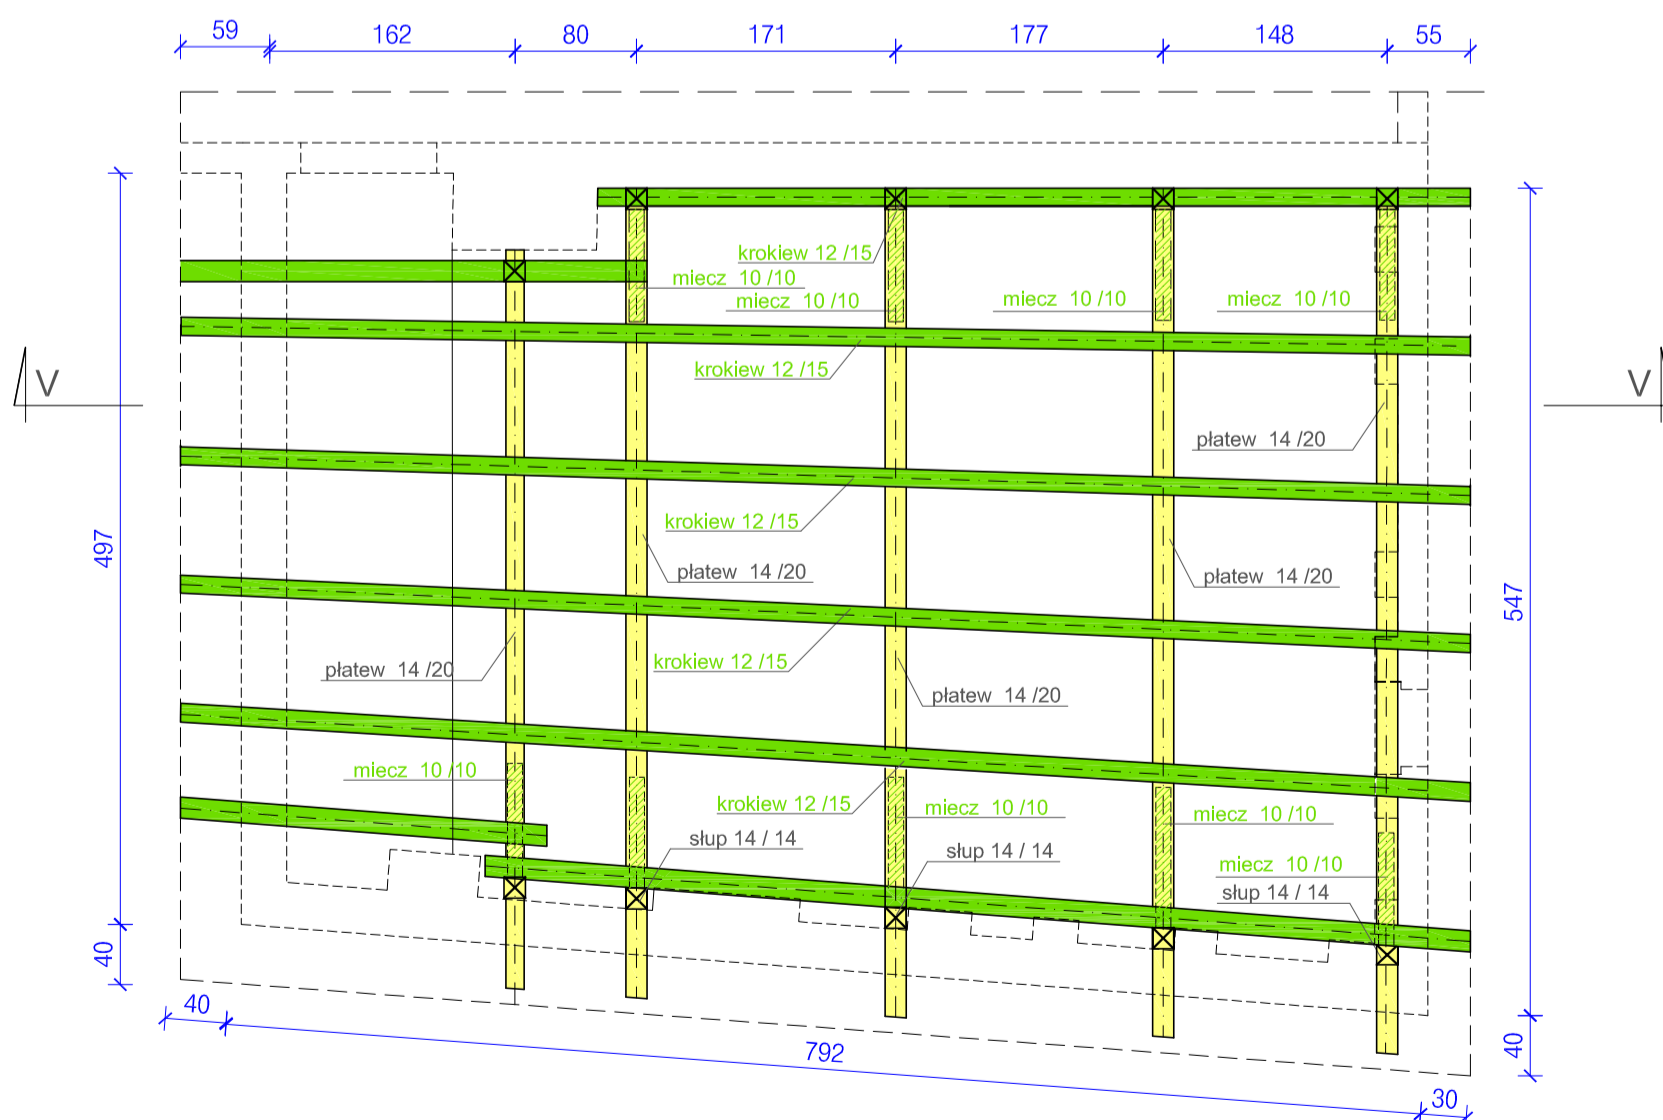 59
162
80
171
177
148
55
krokiew 12 /15
miecz 10 /10
miecz 10 /10
miecz 10 /10
miecz 10 /10
krokiew 12 /15
V
V
płatew 14 /20
krokiew 12 /15
497
płatew 14 /20
płatew 14 /20
547
krokiew 12 /15
płatew 14 /20
płatew 14 /20
miecz 10 /10
krokiew 12 /15
miecz 10 /10
miecz 10 /10
słup 14 / 14
słup 14 / 14
miecz 10 /10
słup 14 / 14
40
40
792
40
30